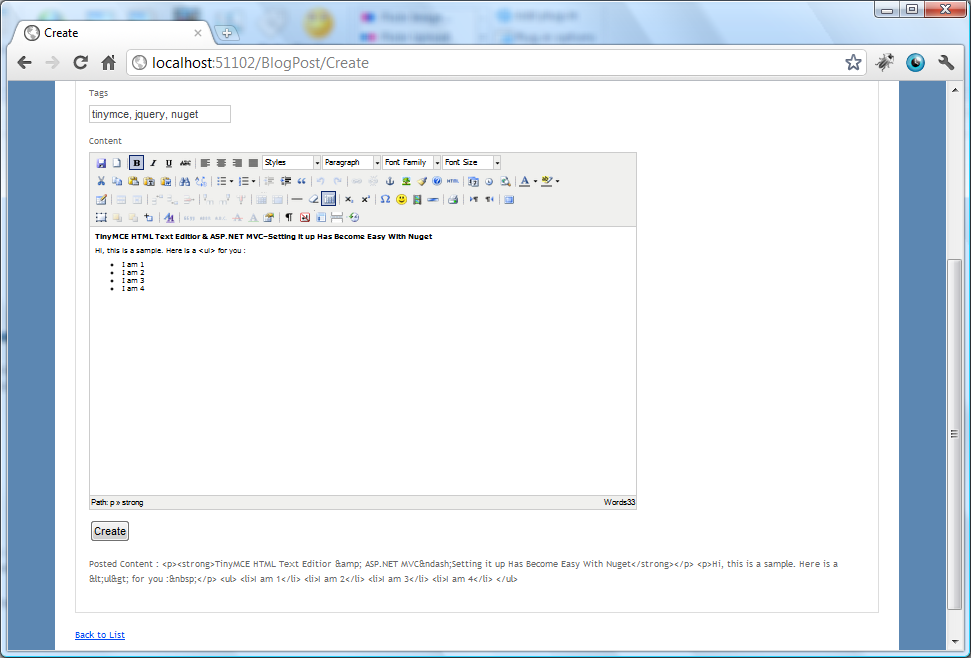 Create
localhost:51102/BlogPost/Create
Tags
tinymce, jquery, nuget
Content
B I U ABC Styles Paragraph Font Family Font Size
HTML
TinyMCE HTML Text Editior & ASP.NET MVC–Setting it up Has Become Easy With Nuget
Hi, this is a sample. Here is a <ul> for you :
I am 1
I am 2
I am 3
I am 4
Path: p » strong Words33
Create
Posted Content : <p><strong>TinyMCE HTML Text Editior &amp; ASP.NET MVC&ndash;Setting it up Has Become Easy With Nuget</strong></p> <p>Hi, this is a sample. Here is a
&lt;ul&gt; for you :&nbsp;</p> <ul> <li>I am 1</li> <li>I am 2</li> <li>I am 3</li> <li>I am 4</li> </ul>
Back to List